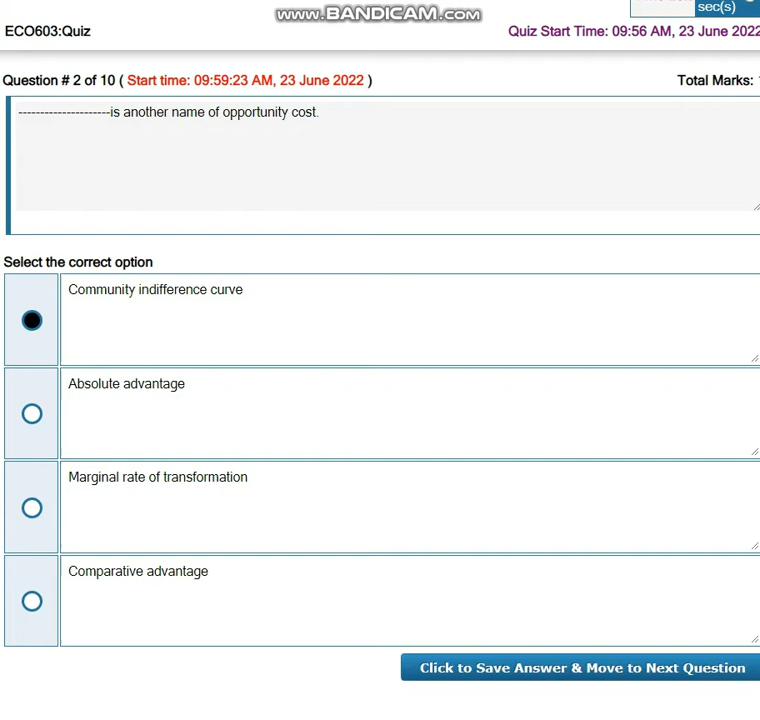 www.BANDICAM.com
sec(s)
ECO603:Quiz
Quiz Start Time: 09:56 AM, 23 June 2022
Question # 2 of 10 ( Start time: 09:59:23 AM, 23 June 2022 )
Total Marks:
---------------------is another name of opportunity cost.
Select the correct option
Community indifference curve
Absolute advantage
Marginal rate of transformation
Comparative advantage
Click to Save Answer & Move to Next Question